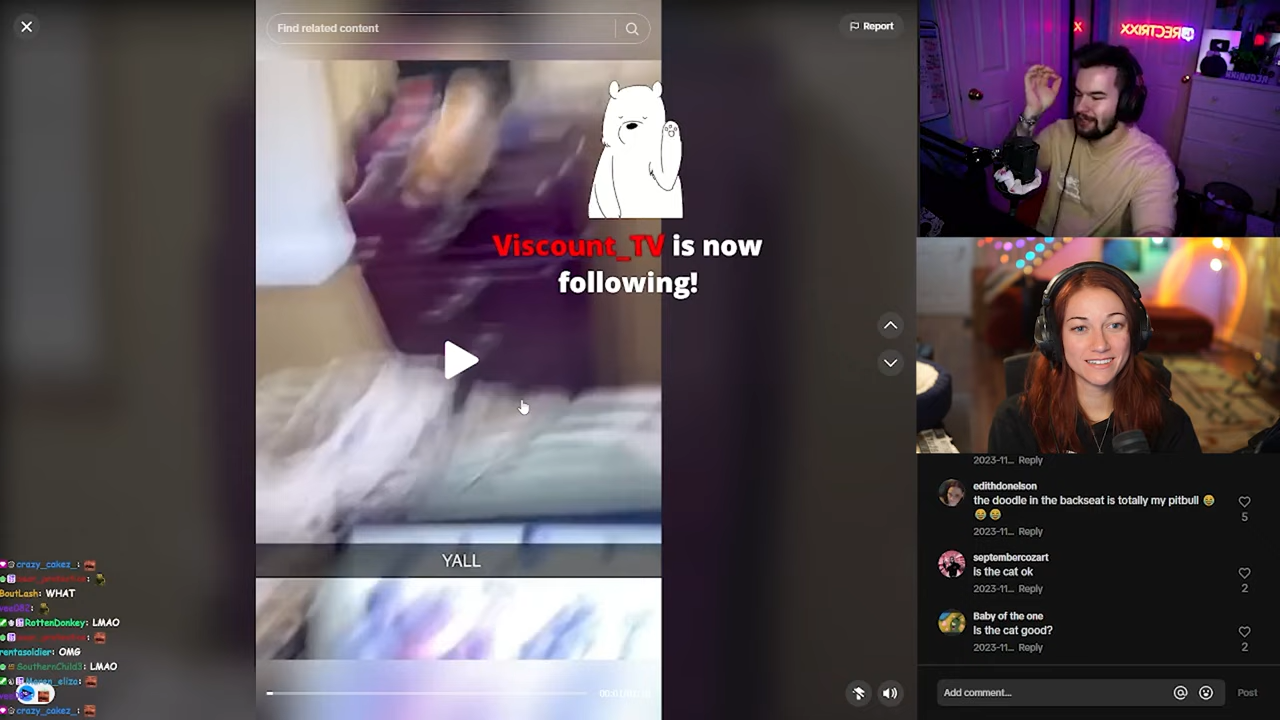 Find related content
Report
Viscount_TV is now
following!
YALL
crazy_cakez_:
BoutLash: WHAT
RottenDonkey: LMAO
rentasoldier: OMG
SouthernChild3: LMAO
crazy_cakez_:
2023-11... Reply
edithdonelson
the doodle in the backseat is totally my pitbull
5
2023-11... Reply
septembercozart
is the cat ok
2023-11... Reply
2
Baby of the one
Is the cat good?
2023-11... Reply
2
Add comment...
Post